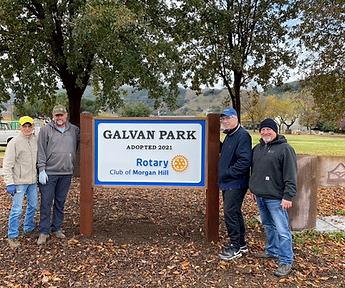 GALVAN PARK
ADOPTED 2021
Rotary
Club of Morgan Hill